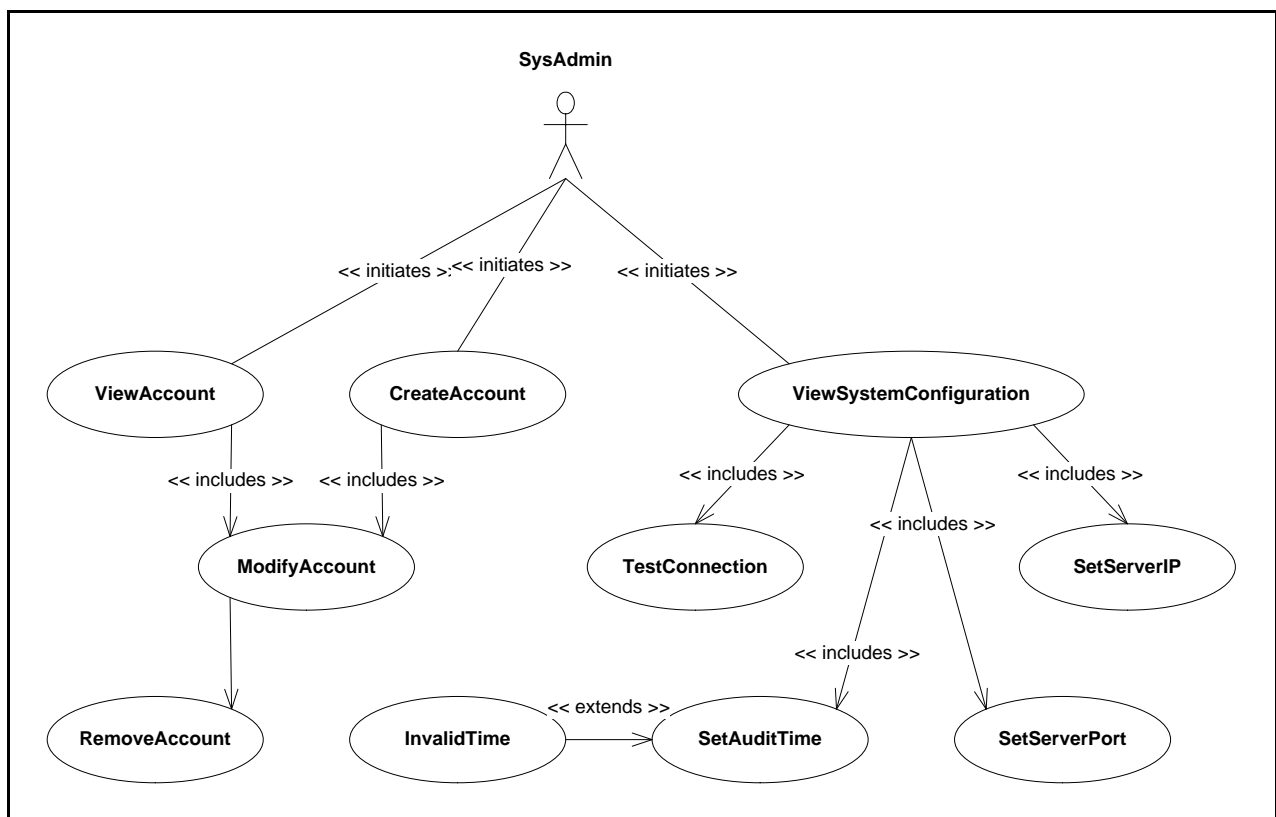 SysAdmin
<< initiates >>
<< initiates >>
<< initiates >>
ViewAccount
CreateAccount
ViewSystemConfiguration
<< includes >>
<< includes >>
<< includes >>
<< includes >>
<< includes >>
ModifyAccount
TestConnection
SetServerIP
<< includes >>
<< extends >>
RemoveAccount
InvalidTime
SetAuditTime
SetServerPort